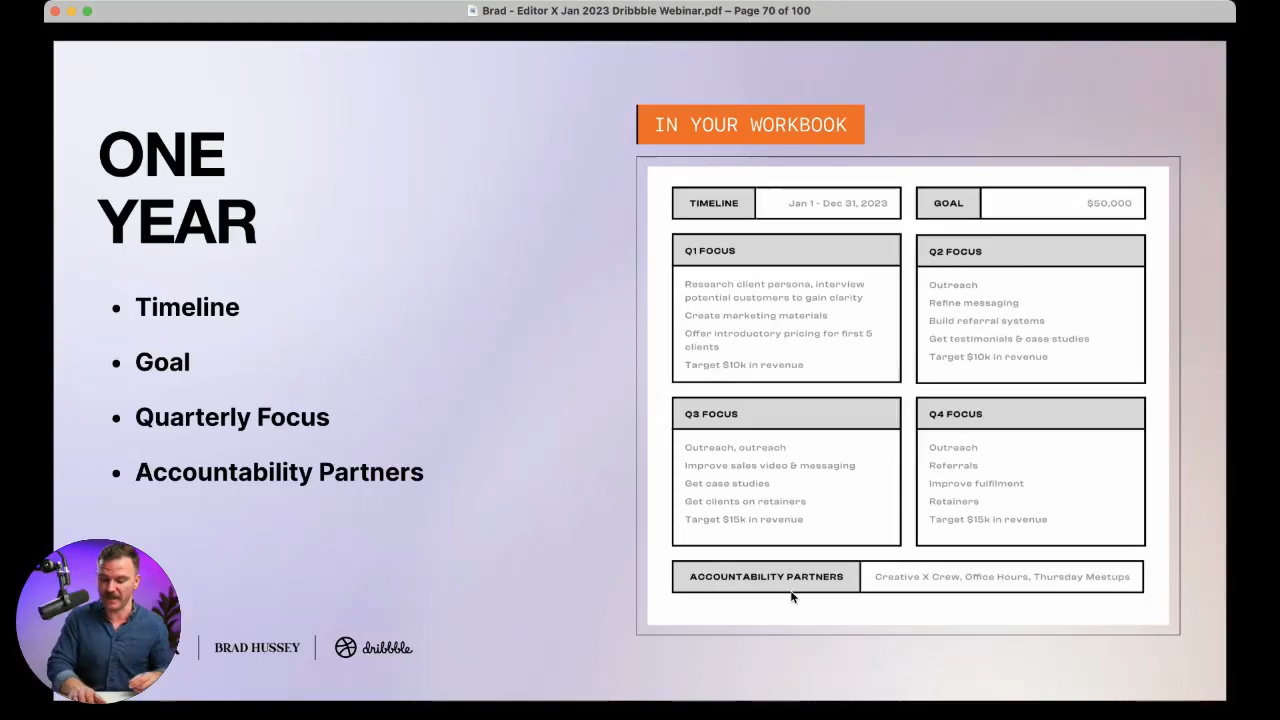 Brad - Editor X Jan 2023 Dribbble Webinar.pdf – Page 70 of 100
ONE
YEAR
• Timeline
• Goal
• Quarterly Focus
• Accountability Partners
BRAD HUSSEY
dribbble
IN YOUR WORKBOOK
TIMELINE
Jan 1 - Dec 31, 2023
GOAL
$50,000
Q1 FOCUS
Research client persona, interview
potential customers to gain clarity
Create marketing materials
Offer introductory pricing for first 5
clients
Target $10k in revenue
Q2 FOCUS
Outreach
Refine messaging
Build referral systems
Get testimonials & case studies
Target $10k in revenue
Q3 FOCUS
Outreach, outreach
Improve sales video & messaging
Get case studies
Get clients on retainers
Target $15k in revenue
Q4 FOCUS
Outreach
Referrals
Improve fulfilment
Retainers
Target $15k in revenue
ACCOUNTABILITY PARTNERS
Creative X Crew, Office Hours, Thursday Meetups